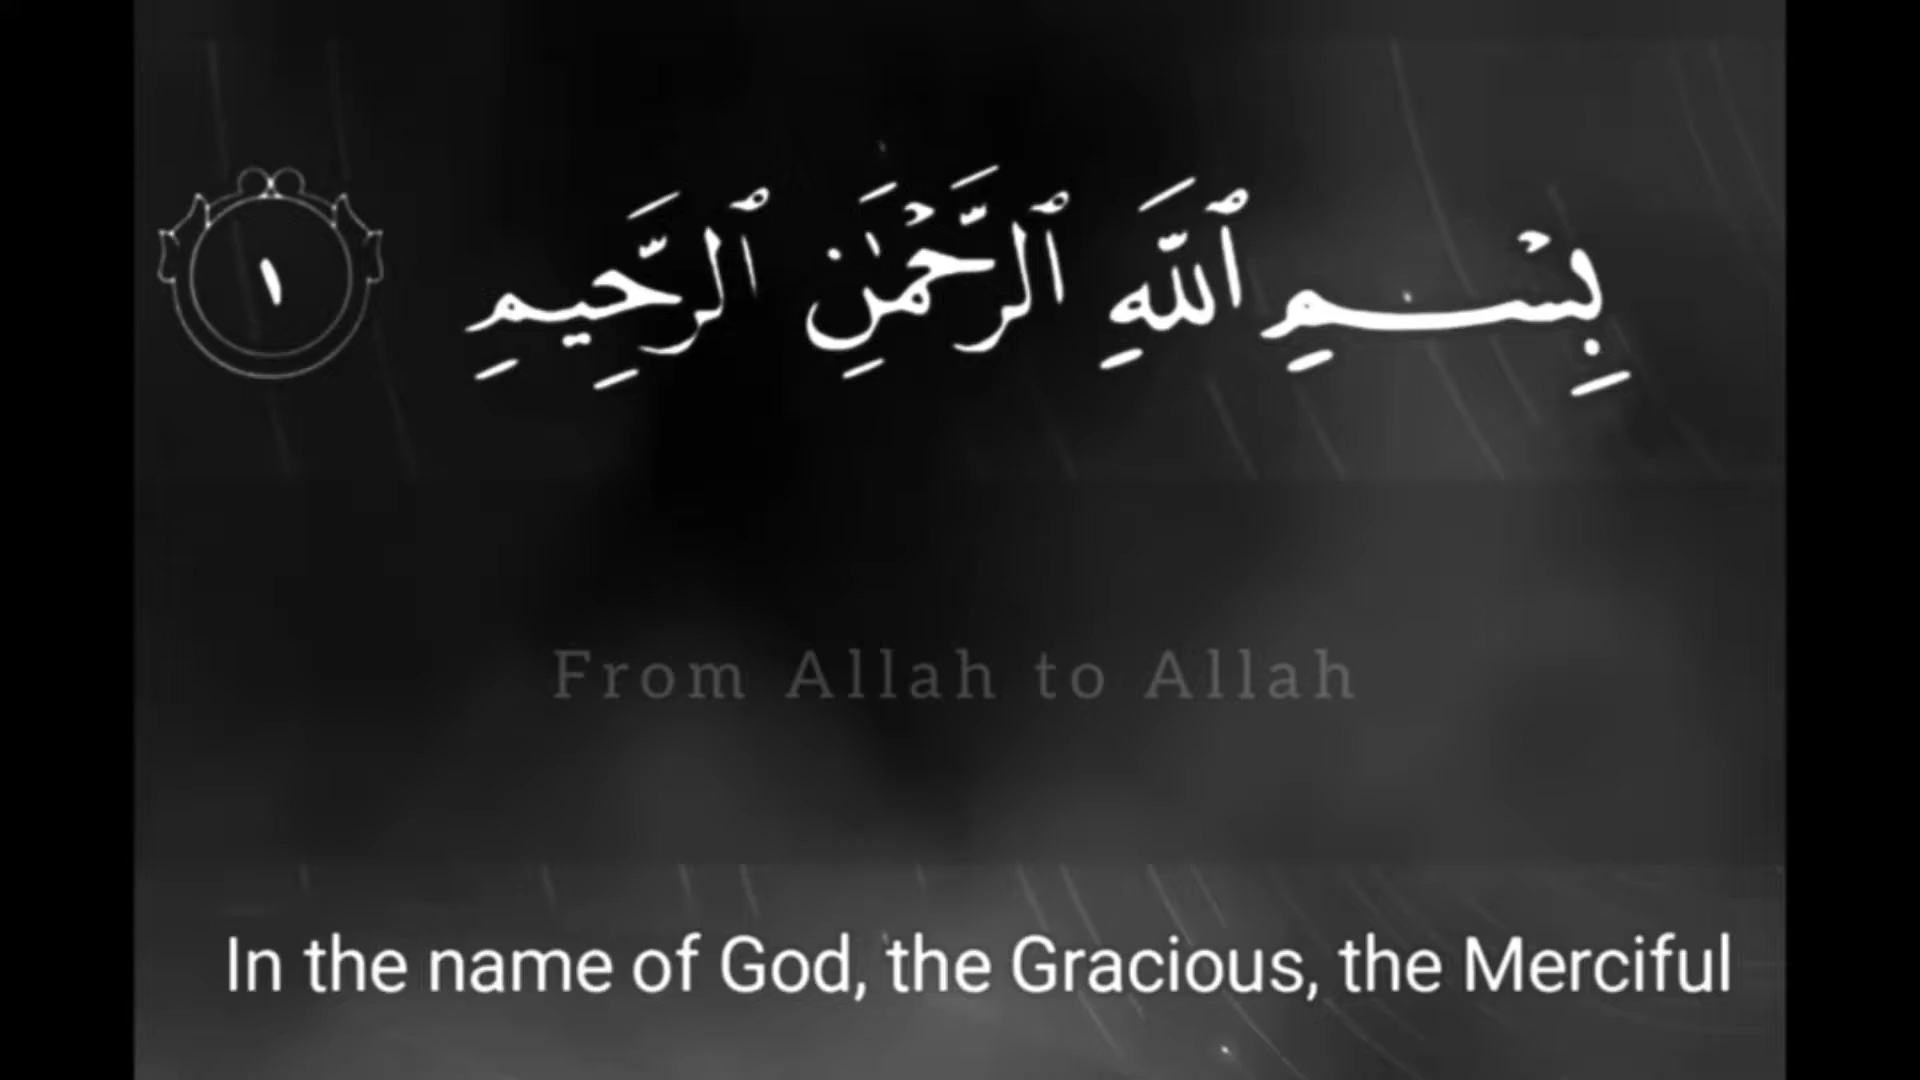 بِسْمِ ٱللَّهِ ٱلرَّحْمَٰنِ ٱلرَّحِيمِ ١
From Allah to Allah
In the name of God, the Gracious, the Merciful